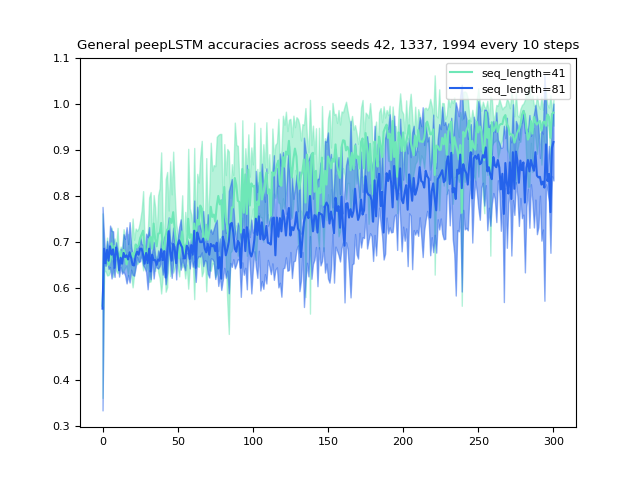 General peepLSTM accuracies across seeds 42, 1337, 1994 every 10 steps
seq_length=41
seq_length=81
1.1
1.0
0.9
0.8
0.7
0.6
0.5
0.4
0.3
0 50 100 150 200 250 300